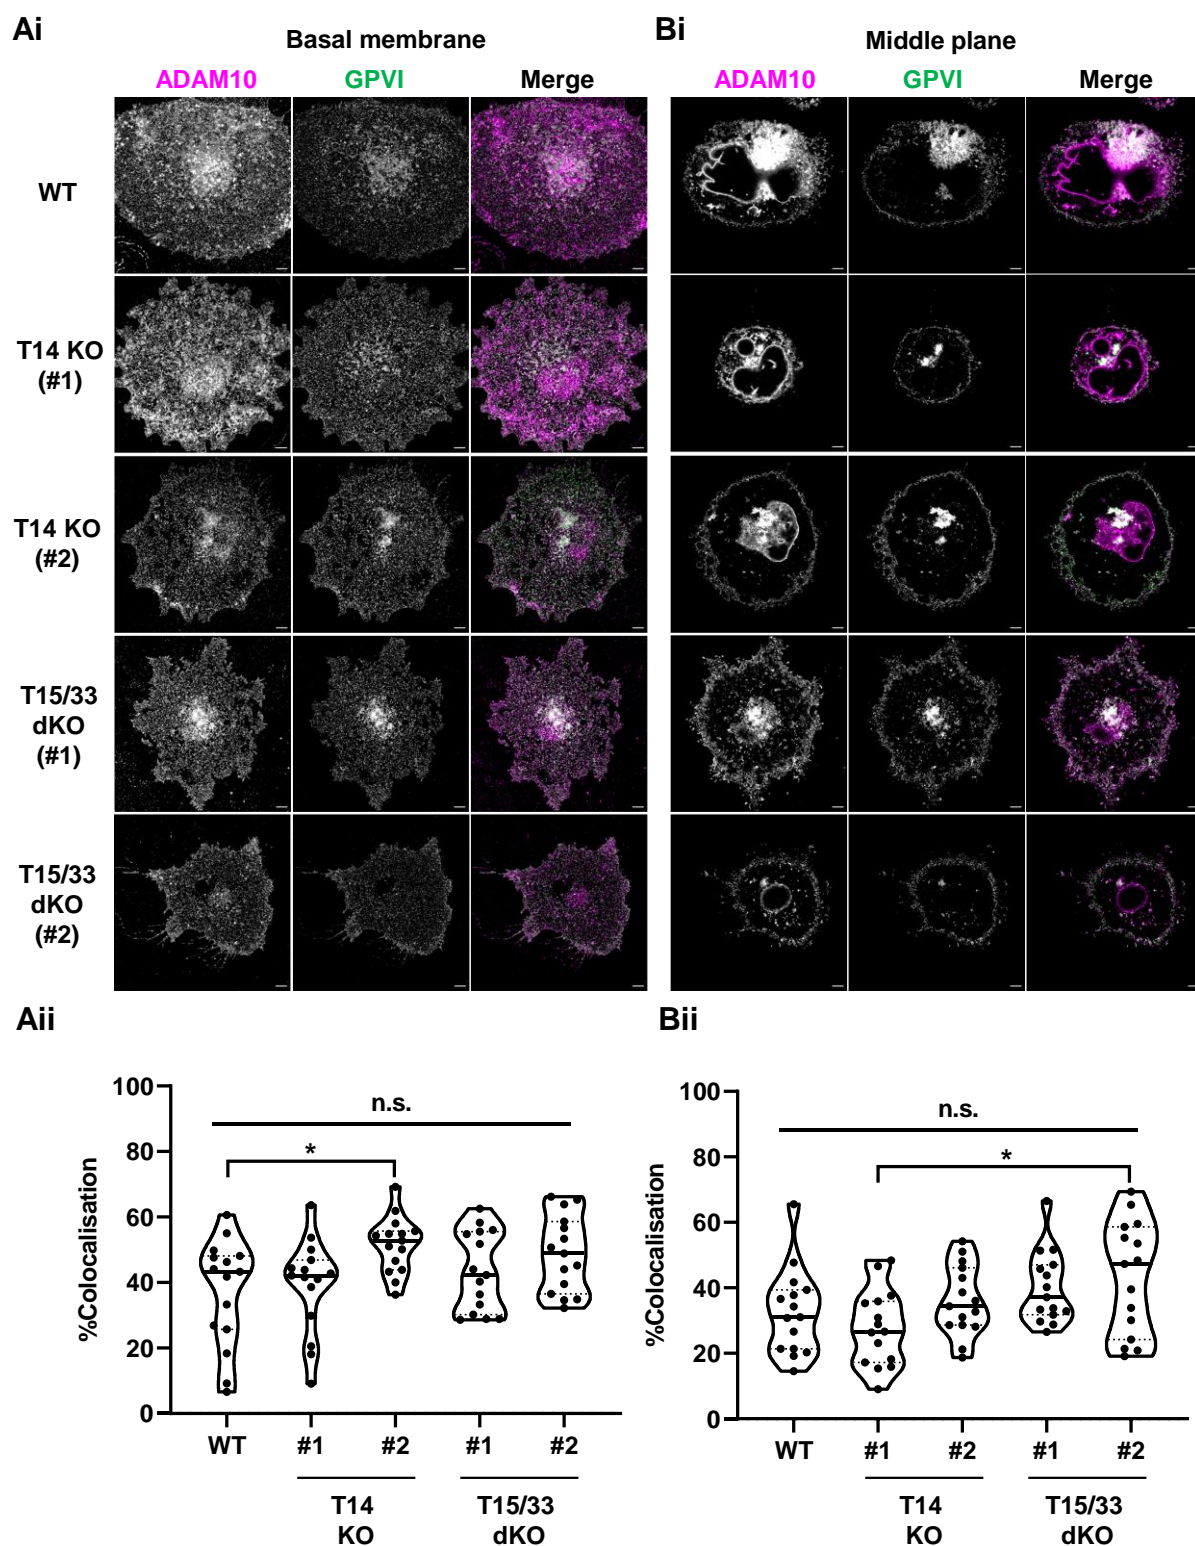 Ai
Basal membrane
ADAM10 GPVI Merge
WT
T14 KO
(#1)
T14 KO
(#2)
T15/33
dKO
(#1)
T15/33
dKO
(#2)
Bi
Middle plane
ADAM10 GPVI Merge
Aii
%Colocalisation
100
80
60
40
20
0
n.s.
*
WT #1 #2 #1 #2
T14 T15/33
KO dKO
Bii
%Colocalisation
100
80
60
40
20
0
n.s.
*
WT #1 #2 #1 #2
T14 T15/33
KO dKO